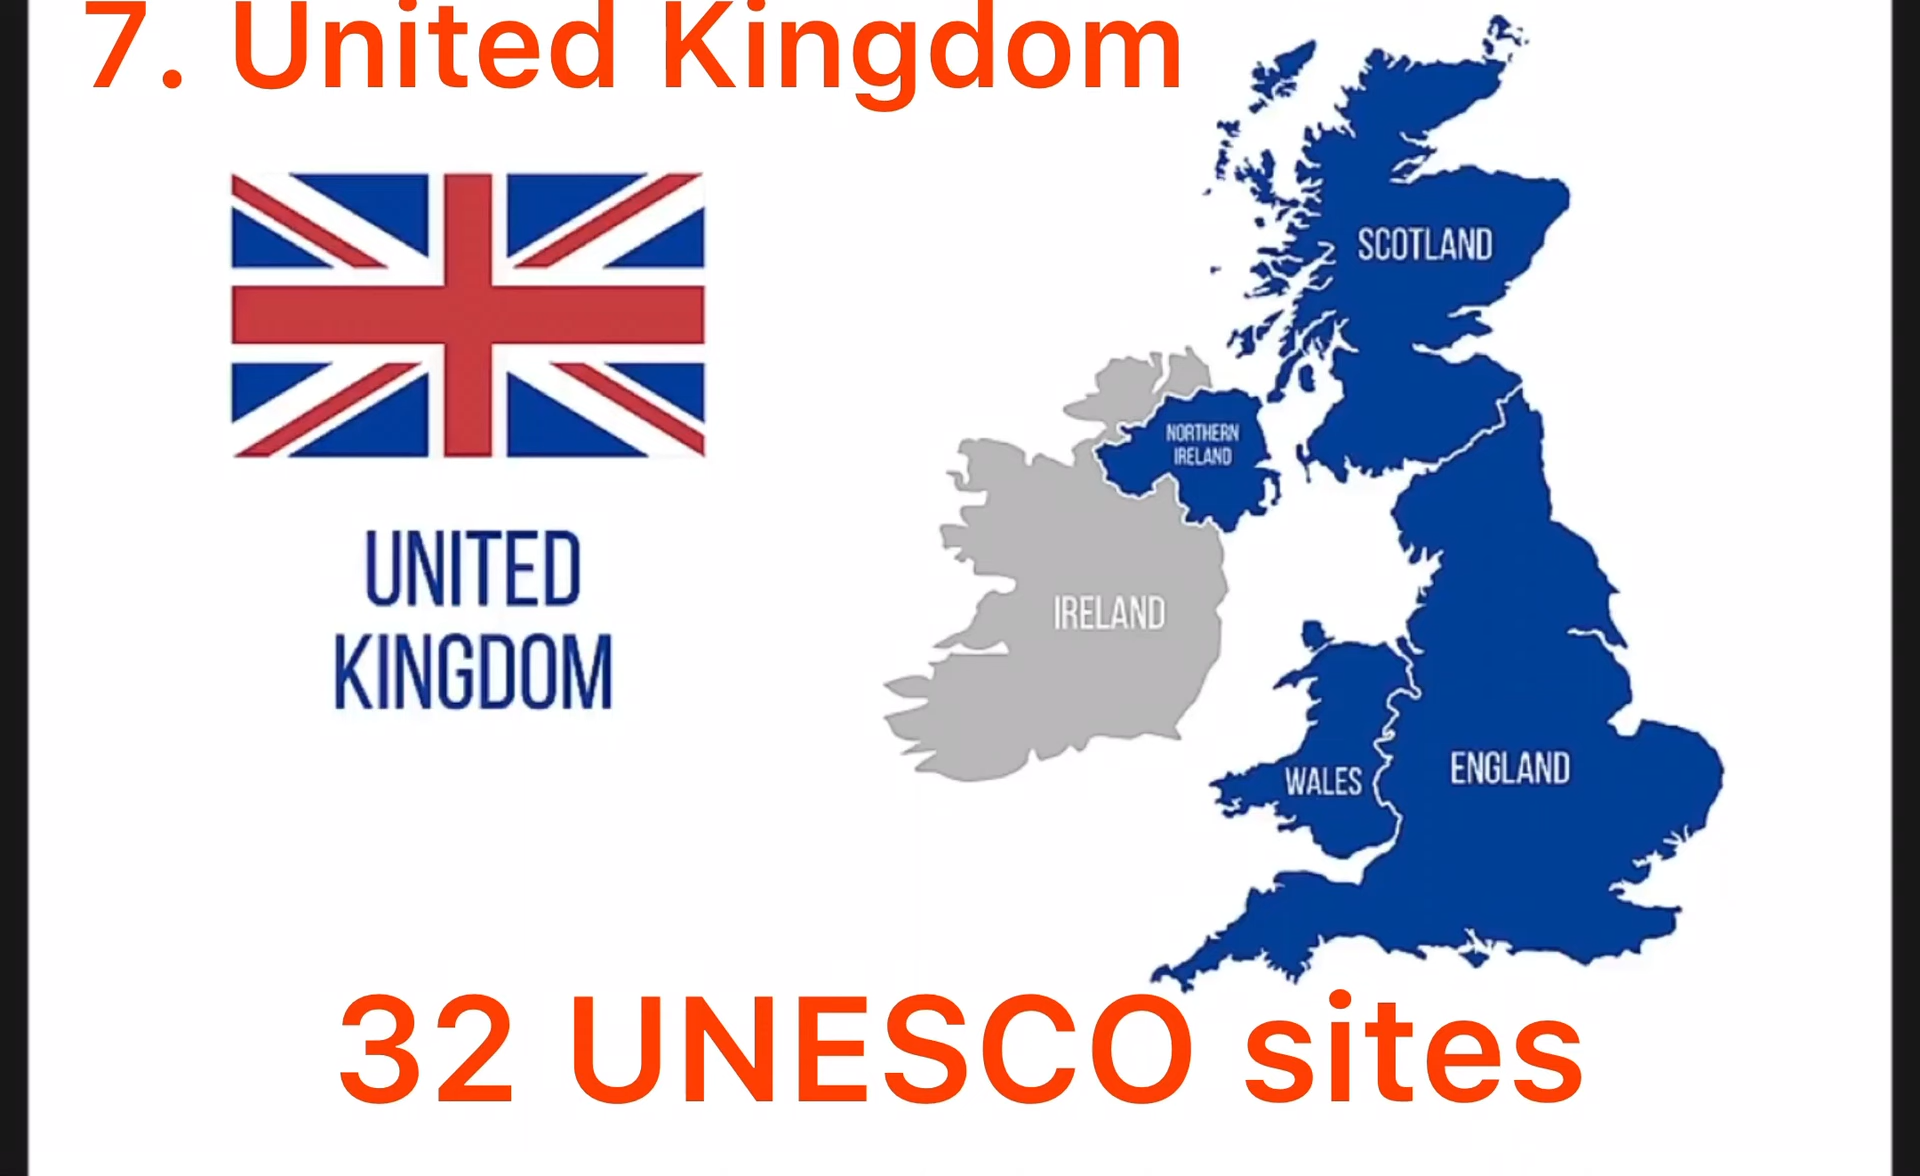 7. United Kingdom
SCOTLAND
NORTHERN
IRELAND
UNITED
KINGDOM
IRELAND
WALES
ENGLAND
32 UNESCO sites